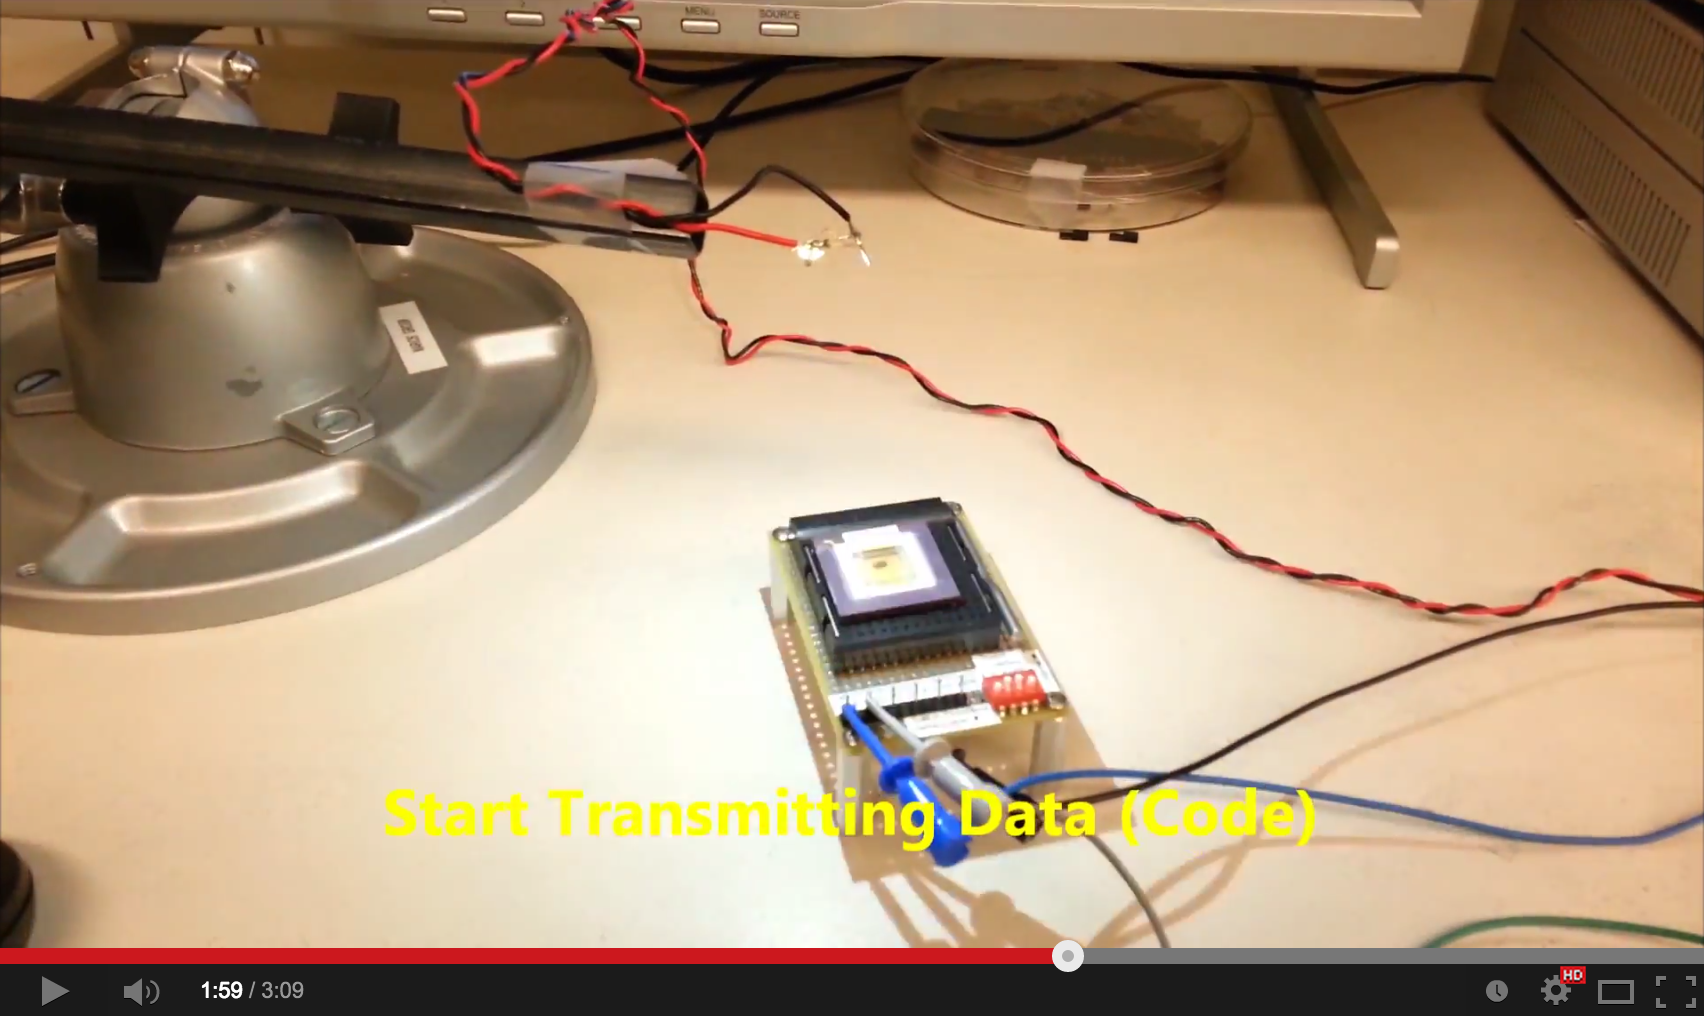 MENU
SOURCE
Start Transmitting Data (Code)
1:59 / 3:09
HD